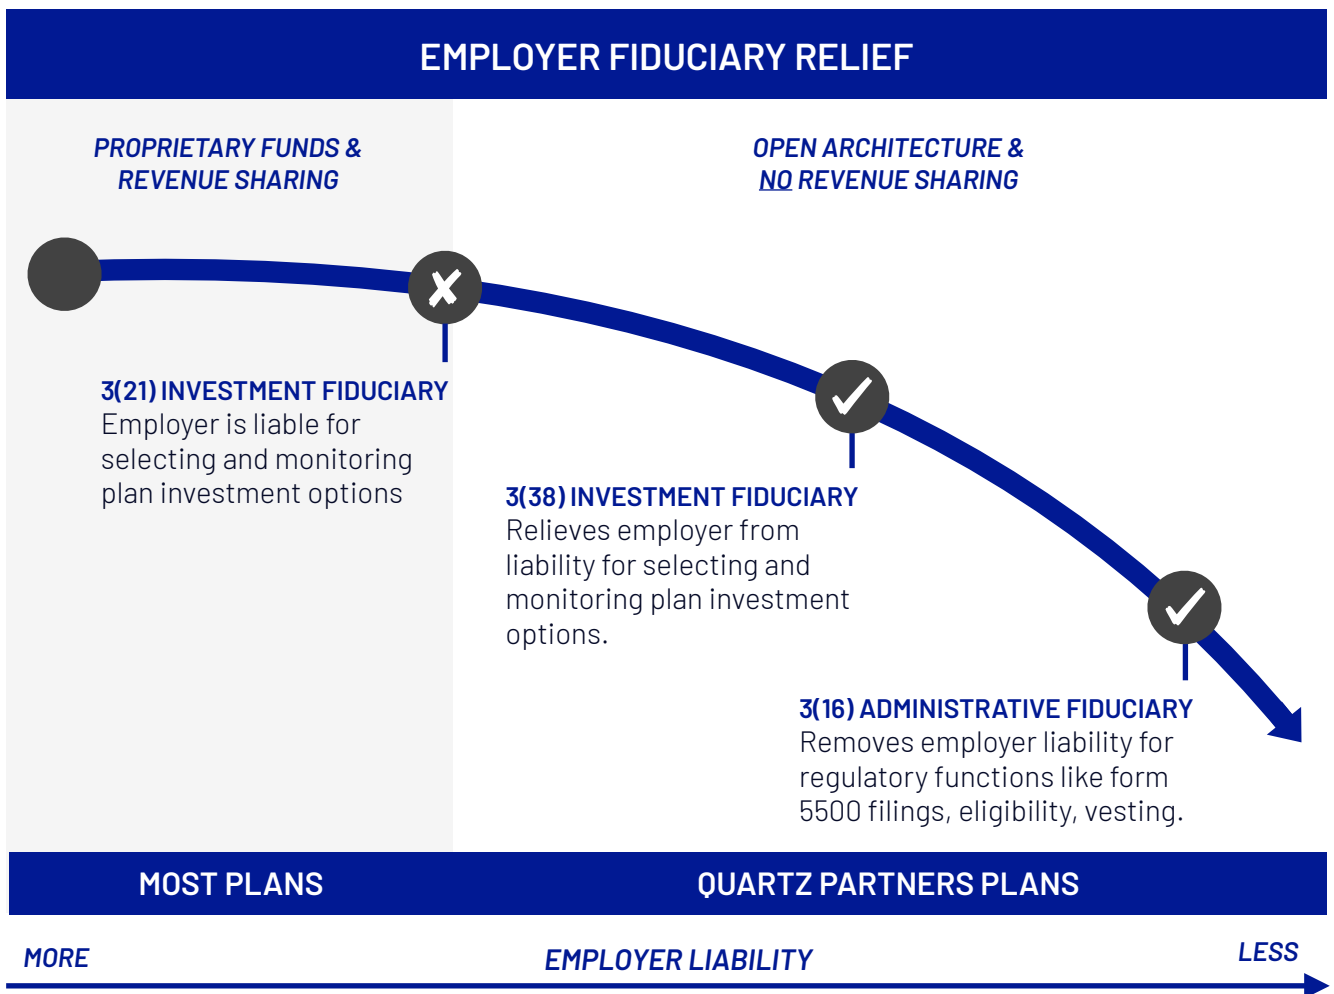 EMPLOYER FIDUCIARY RELIEF
PROPRIETARY FUNDS &
REVENUE SHARING
OPEN ARCHITECTURE &
NO REVENUE SHARING
3(21) INVESTMENT FIDUCIARY
Employer is liable for
selecting and monitoring
plan investment options
3(38) INVESTMENT FIDUCIARY
Relieves employer from
liability for selecting and
monitoring plan investment
options.
3(16) ADMINISTRATIVE FIDUCIARY
Removes employer liability for
regulatory functions like form
5500 filings, eligibility, vesting.
MOST PLANS
QUARTZ PARTNERS PLANS
MORE
EMPLOYER LIABILITY
LESS